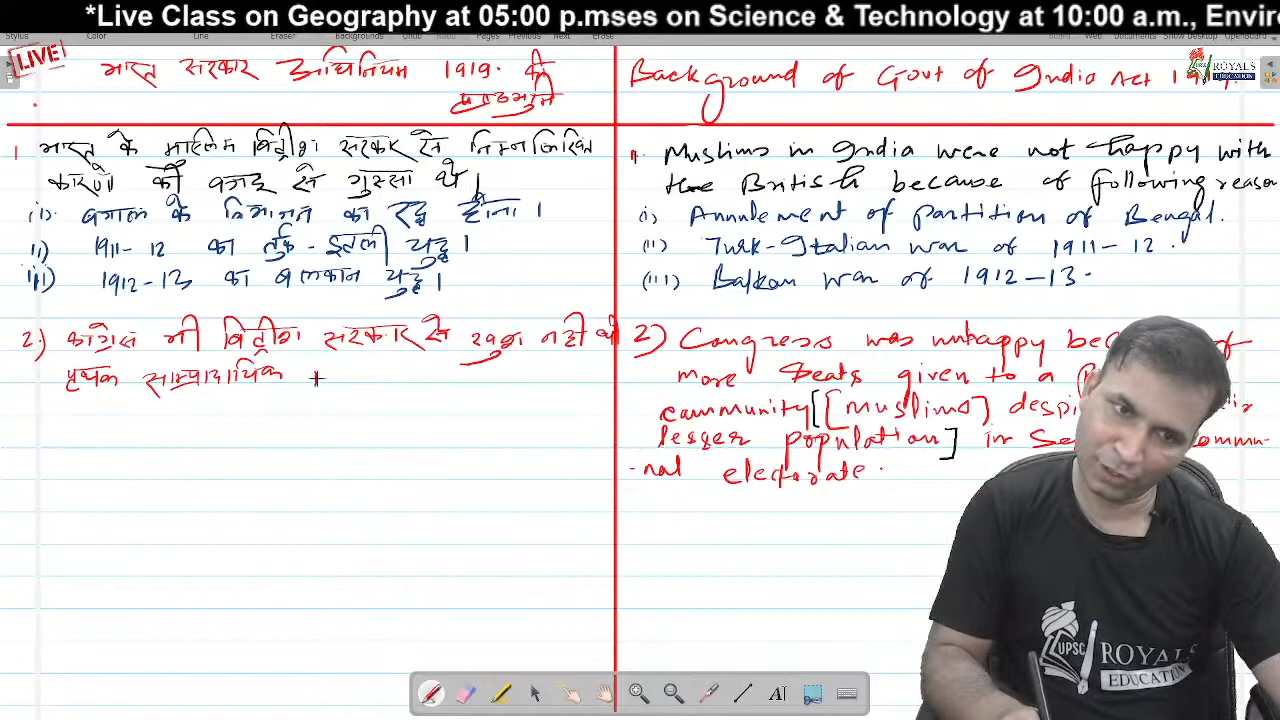 *Live Class on Geography at 05:00 p.m.
ses on Science & Technology at 10:00 a.m., Envir
LIVE
भारत सरकार अधिनियम 1919 की
पृष्ठभूमि
Background of Govt of India Act
ROYALS
EDUCATION
1 भारत के मुस्लिम ब्रिटीश सरकार से निम्नलिखित
कारणों की वजह से गुस्सा थे।
(i) बंगाल के विभाजन का रद्द होना।
ii) 1911-12 का तुर्क-इटली युद्ध।
iii) 1912-13 का बलकान युद्ध।
2.) कांग्रेस भी ब्रिटीश सरकार से खुश नही थी
पृथक साम्प्रदायिक
1. Muslims in India were not happy with
the British because of following reason
(i) Annulement of partition of Bengal.
(ii) Turk-Italian war of 1911-12.
(iii) Balkan war of 1912-13.
2) Congress was unhappy of
more seats given to a
community [[muslims]
lesser population] in
-nal electorate.
UPSC
ROYALS
EDUCATION